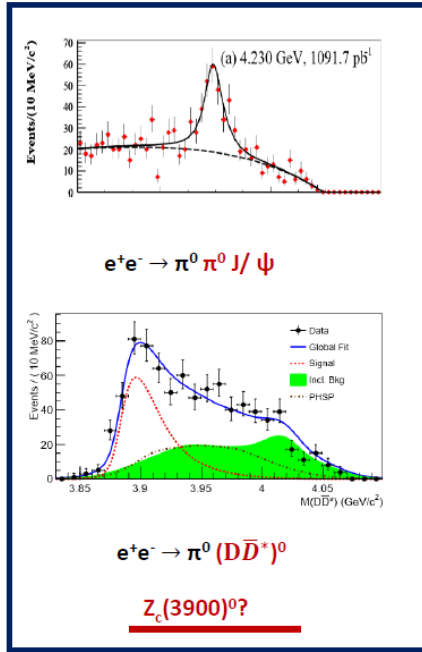 (a) 4.230 GeV, 1091.7 pb⁻¹
Events/(10 MeV/c²)
70
60
50
40
30
20
10
0
e⁺e⁻ → π⁰ π⁰ J/ ψ
Events / ( 10 MeV/c² )
80
60
40
20
0
Data
Global Fit
Signal
Incl. Bkg
PHSP
3.85 3.9 3.95 4 4.05
M(DD̅*) (GeV/c²)
e⁺e⁻ → π⁰ (DD̅*)⁰
Z꜀(3900)⁰?